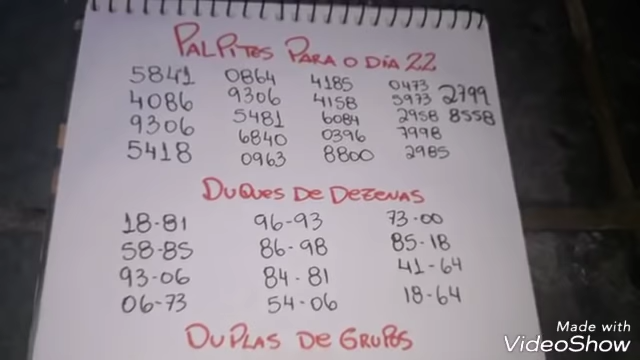 PALPITES PARA O DIA 22
5841 0864 4185 0473 2799
4086 9306 4158 5973
9306 5481 6084 2958 8558
5418 6840 0396 7998
0963 8800 2985
DUQUES DE DEZENAS
18-81 96-93 73-00
58-85 86-98 85-18
93-06 84-81 41-64
06-73 54-06 18-64
DUPLAS DE GRUPOS
Made with
VideoShow